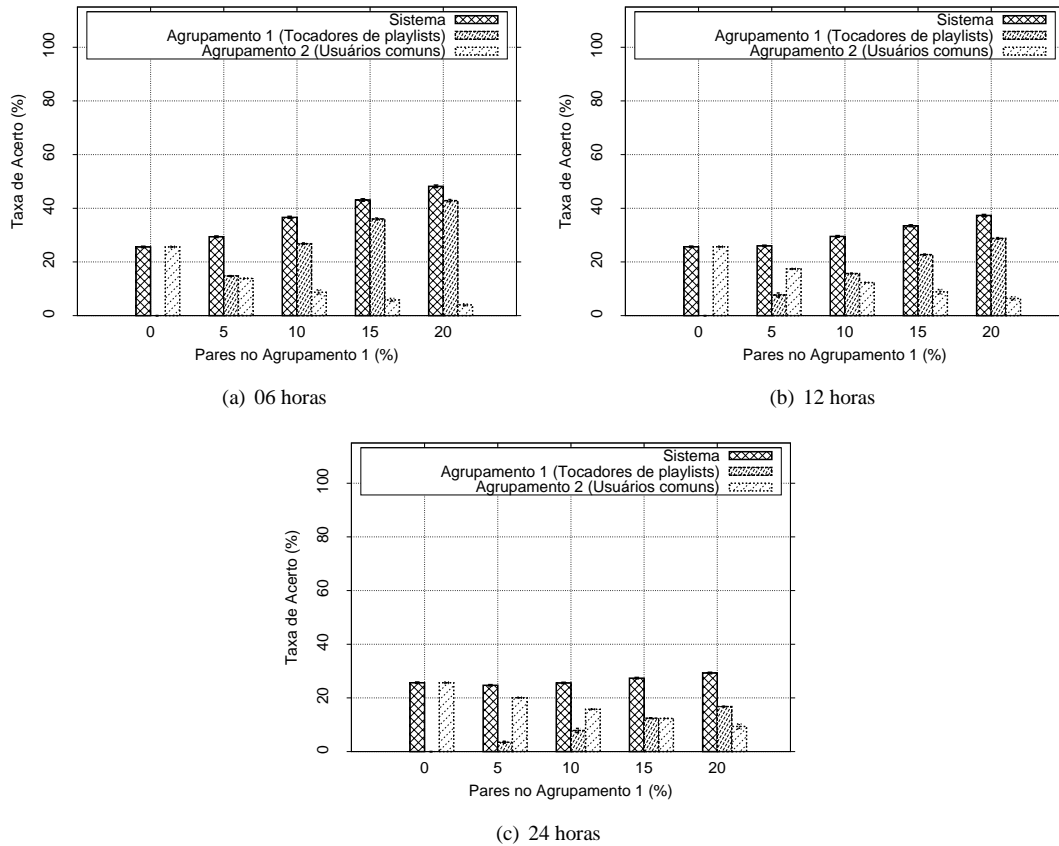 Sistema
Agrupamento 1 (Tocadores de playlists)
Agrupamento 2 (Usuários comuns)
100
80
60
40
20
0
Taxa de Acerto (%)
0 5 10 15 20
Pares no Agrupamento 1 (%)
(a) 06 horas
Sistema
Agrupamento 1 (Tocadores de playlists)
Agrupamento 2 (Usuários comuns)
100
80
60
40
20
0
Taxa de Acerto (%)
0 5 10 15 20
Pares no Agrupamento 1 (%)
(b) 12 horas
Sistema
Agrupamento 1 (Tocadores de playlists)
Agrupamento 2 (Usuários comuns)
100
80
60
40
20
0
Taxa de Acerto (%)
0 5 10 15 20
Pares no Agrupamento 1 (%)
(c) 24 horas